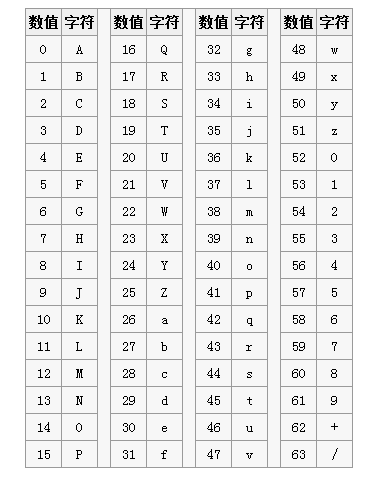 数值 字符 数值 字符 数值 字符 数值 字符
0 A 16 Q 32 g 48 w
1 B 17 R 33 h 49 x
2 C 18 S 34 i 50 y
3 D 19 T 35 j 51 z
4 E 20 U 36 k 52 0
5 F 21 V 37 l 53 1
6 G 22 W 38 m 54 2
7 H 23 X 39 n 55 3
8 I 24 Y 40 o 56 4
9 J 25 Z 41 p 57 5
10 K 26 a 42 q 58 6
11 L 27 b 43 r 59 7
12 M 28 c 44 s 60 8
13 N 29 d 45 t 61 9
14 O 30 e 46 u 62 +
15 P 31 f 47 v 63 /